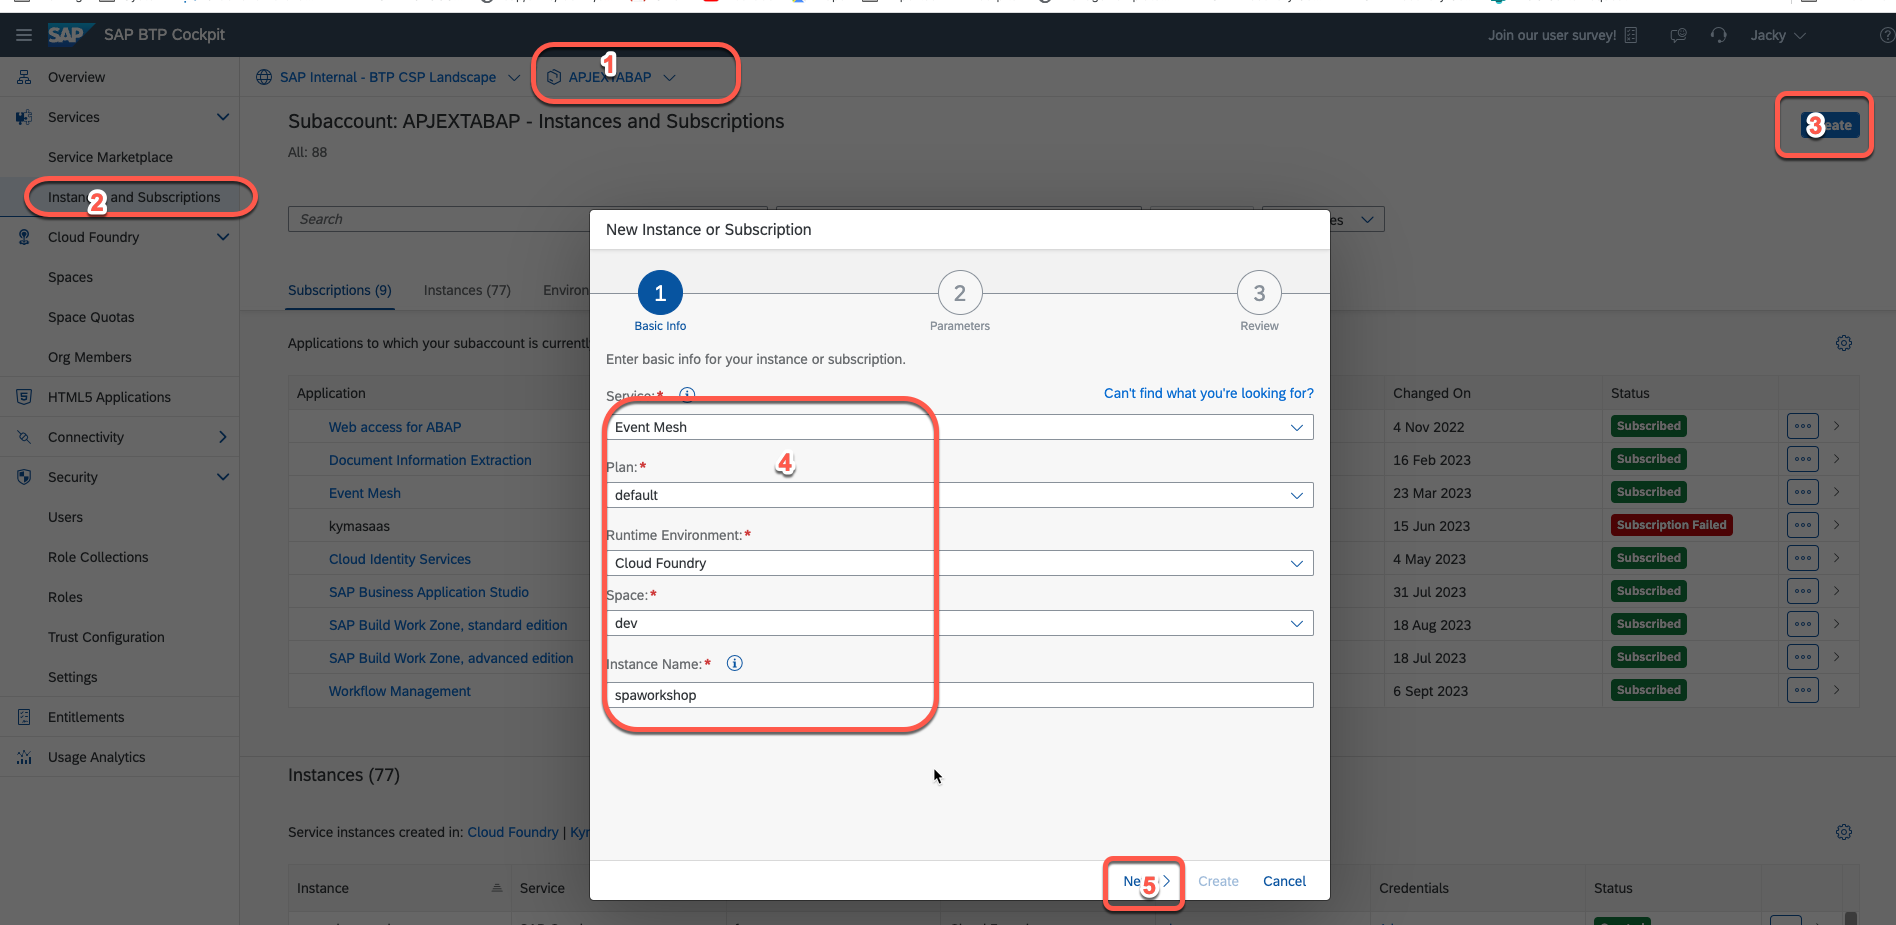 SAP
SAP BTP Cockpit
Join our user survey!
Jacky
Overview
SAP Internal - BTP CSP Landscape
APJEXTABAP
1
Services
Subaccount: APJEXTABAP - Instances and Subscriptions
3
All: 88
Service Marketplace
and Subscriptions
2
Search
Cloud Foundry
New Instance or Subscription
Spaces
Subscriptions (9)
Instances (77)
1
2
3
Space Quotas
Basic Info
Parameters
Review
Applications to which your subaccount is
Org Members
Enter basic info for your instance or subscription.
Application
Service:*
Can't find what you're looking for?
Changed On
Status
HTML5 Applications
Web access for ABAP
Event Mesh
4 Nov 2022
Subscribed
Connectivity
Document Information Extraction
Plan:*
4
16 Feb 2023
Subscribed
Security
Event Mesh
default
23 Mar 2023
Subscribed
Users
kymasaas
Runtime Environment:*
15 Jun 2023
Subscription Failed
Role Collections
Cloud Identity Services
Cloud Foundry
4 May 2023
Subscribed
Roles
SAP Business Application Studio
Space:*
31 Jul 2023
Subscribed
Trust Configuration
SAP Build Work Zone, standard edition
dev
18 Aug 2023
Subscribed
Settings
SAP Build Work Zone, advanced edition
Instance Name:*
18 Jul 2023
Subscribed
Entitlements
Workflow Management
spaworkshop
6 Sept 2023
Subscribed
Usage Analytics
Instances (77)
Service instances created in: Cloud Foundry |
5
Create
Cancel
Instance
Service
Credentials
Status